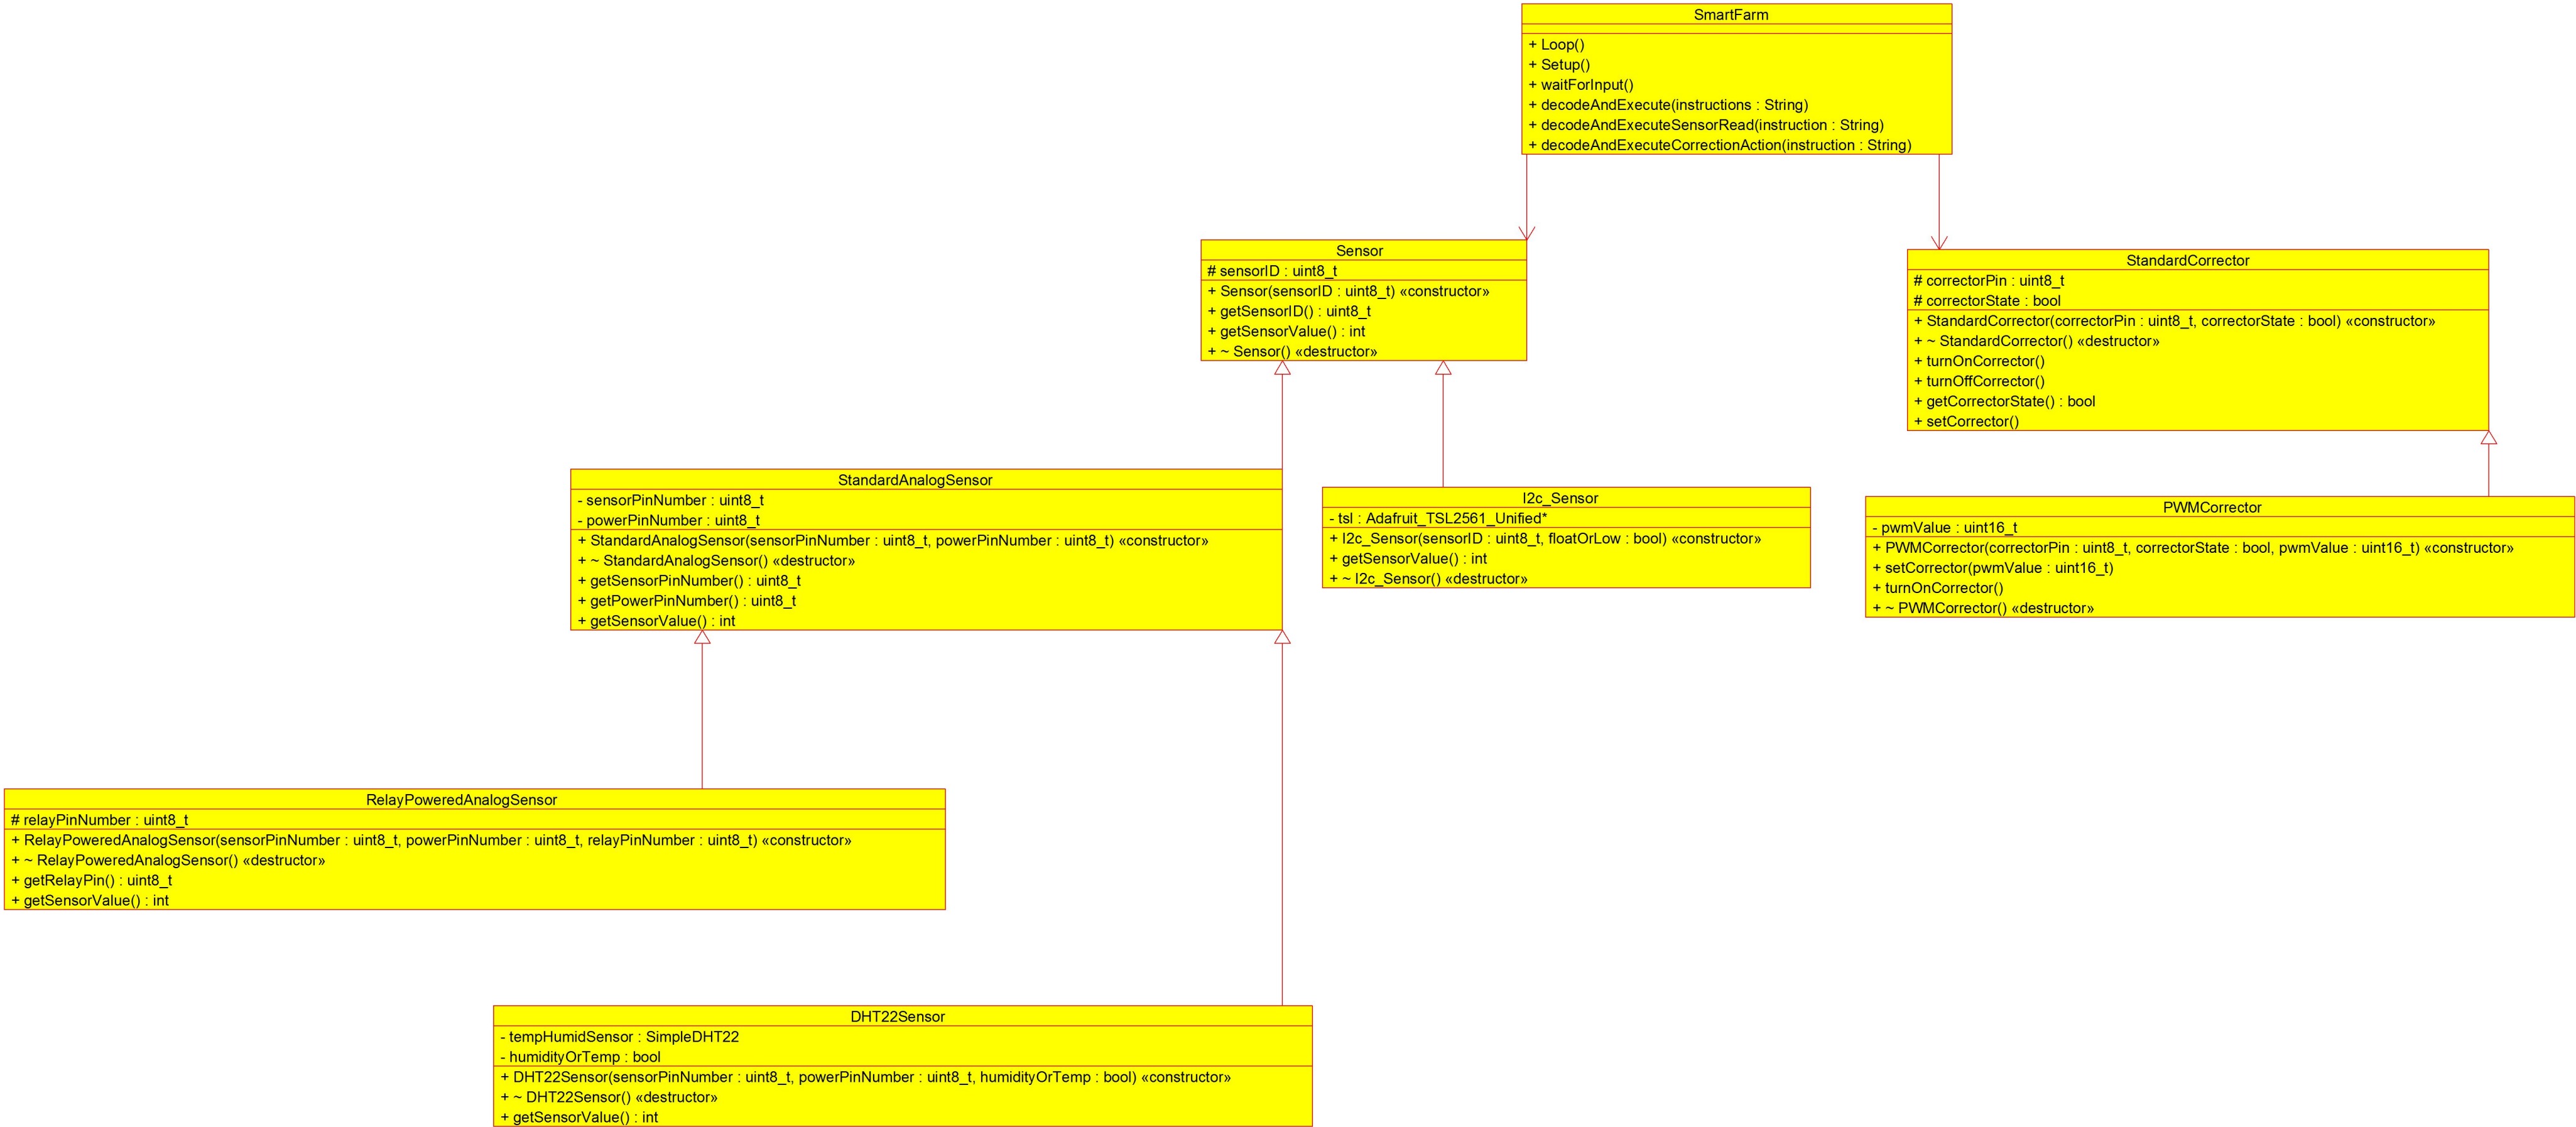 SmartFarm
+ Loop()
+ Setup()
+ waitForInput()
+ decodeAndExecute(instructions : String)
+ decodeAndExecuteSensorRead(instruction : String)
+ decodeAndExecuteCorrectionAction(instruction : String)
Sensor
# sensorID : uint8_t
+ Sensor(sensorID : uint8_t) «constructor»
+ getSensorID() : uint8_t
+ getSensorValue() : int
+ ~ Sensor() «destructor»
StandardCorrector
# correctorPin : uint8_t
# correctorState : bool
+ StandardCorrector(correctorPin : uint8_t, correctorState : bool) «constructor»
+ ~ StandardCorrector() «destructor»
+ turnOnCorrector()
+ turnOffCorrector()
+ getCorrectorState() : bool
+ setCorrector()
StandardAnalogSensor
- sensorPinNumber : uint8_t
- powerPinNumber : uint8_t
+ StandardAnalogSensor(sensorPinNumber : uint8_t, powerPinNumber : uint8_t) «constructor»
+ ~ StandardAnalogSensor() «destructor»
+ getSensorPinNumber() : uint8_t
+ getPowerPinNumber() : uint8_t
+ getSensorValue() : int
I2c_Sensor
- tsl : Adafruit_TSL2561_Unified*
+ I2c_Sensor(sensorID : uint8_t, floatOrLow : bool) «constructor»
+ getSensorValue() : int
+ ~ I2c_Sensor() «destructor»
PWMCorrector
- pwmValue : uint16_t
+ PWMCorrector(correctorPin : uint8_t, correctorState : bool, pwmValue : uint16_t) «constructor»
+ setCorrector(pwmValue : uint16_t)
+ turnOnCorrector()
+ ~ PWMCorrector() «destructor»
RelayPoweredAnalogSensor
# relayPinNumber : uint8_t
+ RelayPoweredAnalogSensor(sensorPinNumber : uint8_t, powerPinNumber : uint8_t, relayPinNumber : uint8_t) «constructor»
+ ~ RelayPoweredAnalogSensor() «destructor»
+ getRelayPin() : uint8_t
+ getSensorValue() : int
DHT22Sensor
- tempHumidSensor : SimpleDHT22
- humidityOrTemp : bool
+ DHT22Sensor(sensorPinNumber : uint8_t, powerPinNumber : uint8_t, humidityOrTemp : bool) «constructor»
+ ~ DHT22Sensor() «destructor»
+ getSensorValue() : int